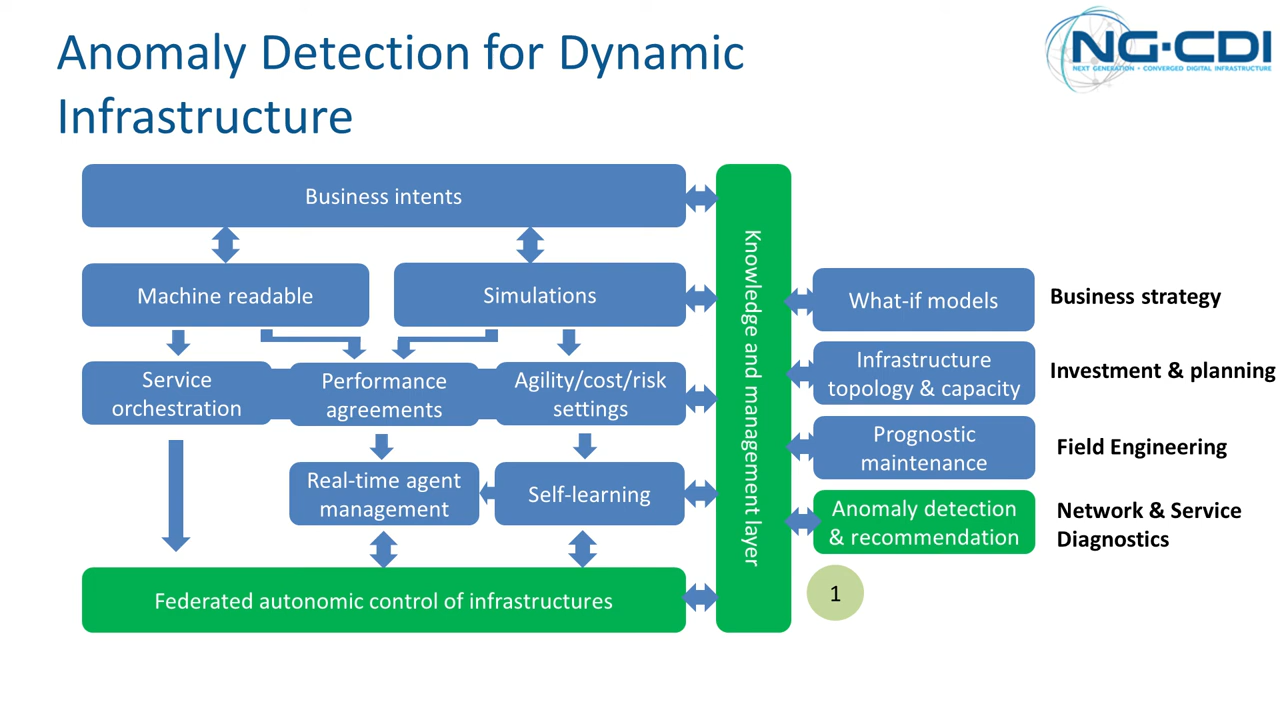 Anomaly Detection for Dynamic
Infrastructure
NG-CDI
NEXT GENERATION • CONVERGED DIGITAL INFRASTRUCTURE
Business intents
Machine readable
Simulations
Service
orchestration
Performance
agreements
Agility/cost/risk
settings
Real-time agent
management
Self-learning
Federated autonomic control of infrastructures
Knowledge and management layer
What-if models
Business strategy
Infrastructure
topology & capacity
Investment & planning
Prognostic
maintenance
Field Engineering
Anomaly detection
& recommendation
Network & Service
Diagnostics
1